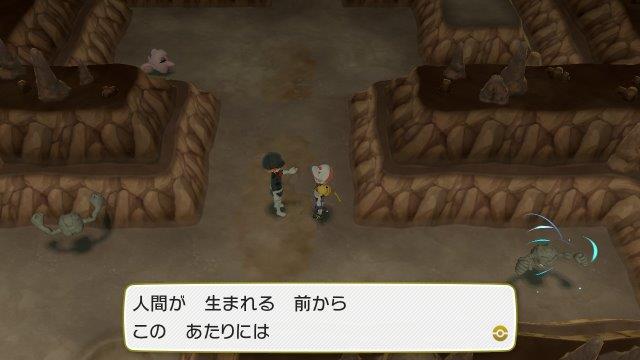 人間が　生まれる　前から
この　あたりには